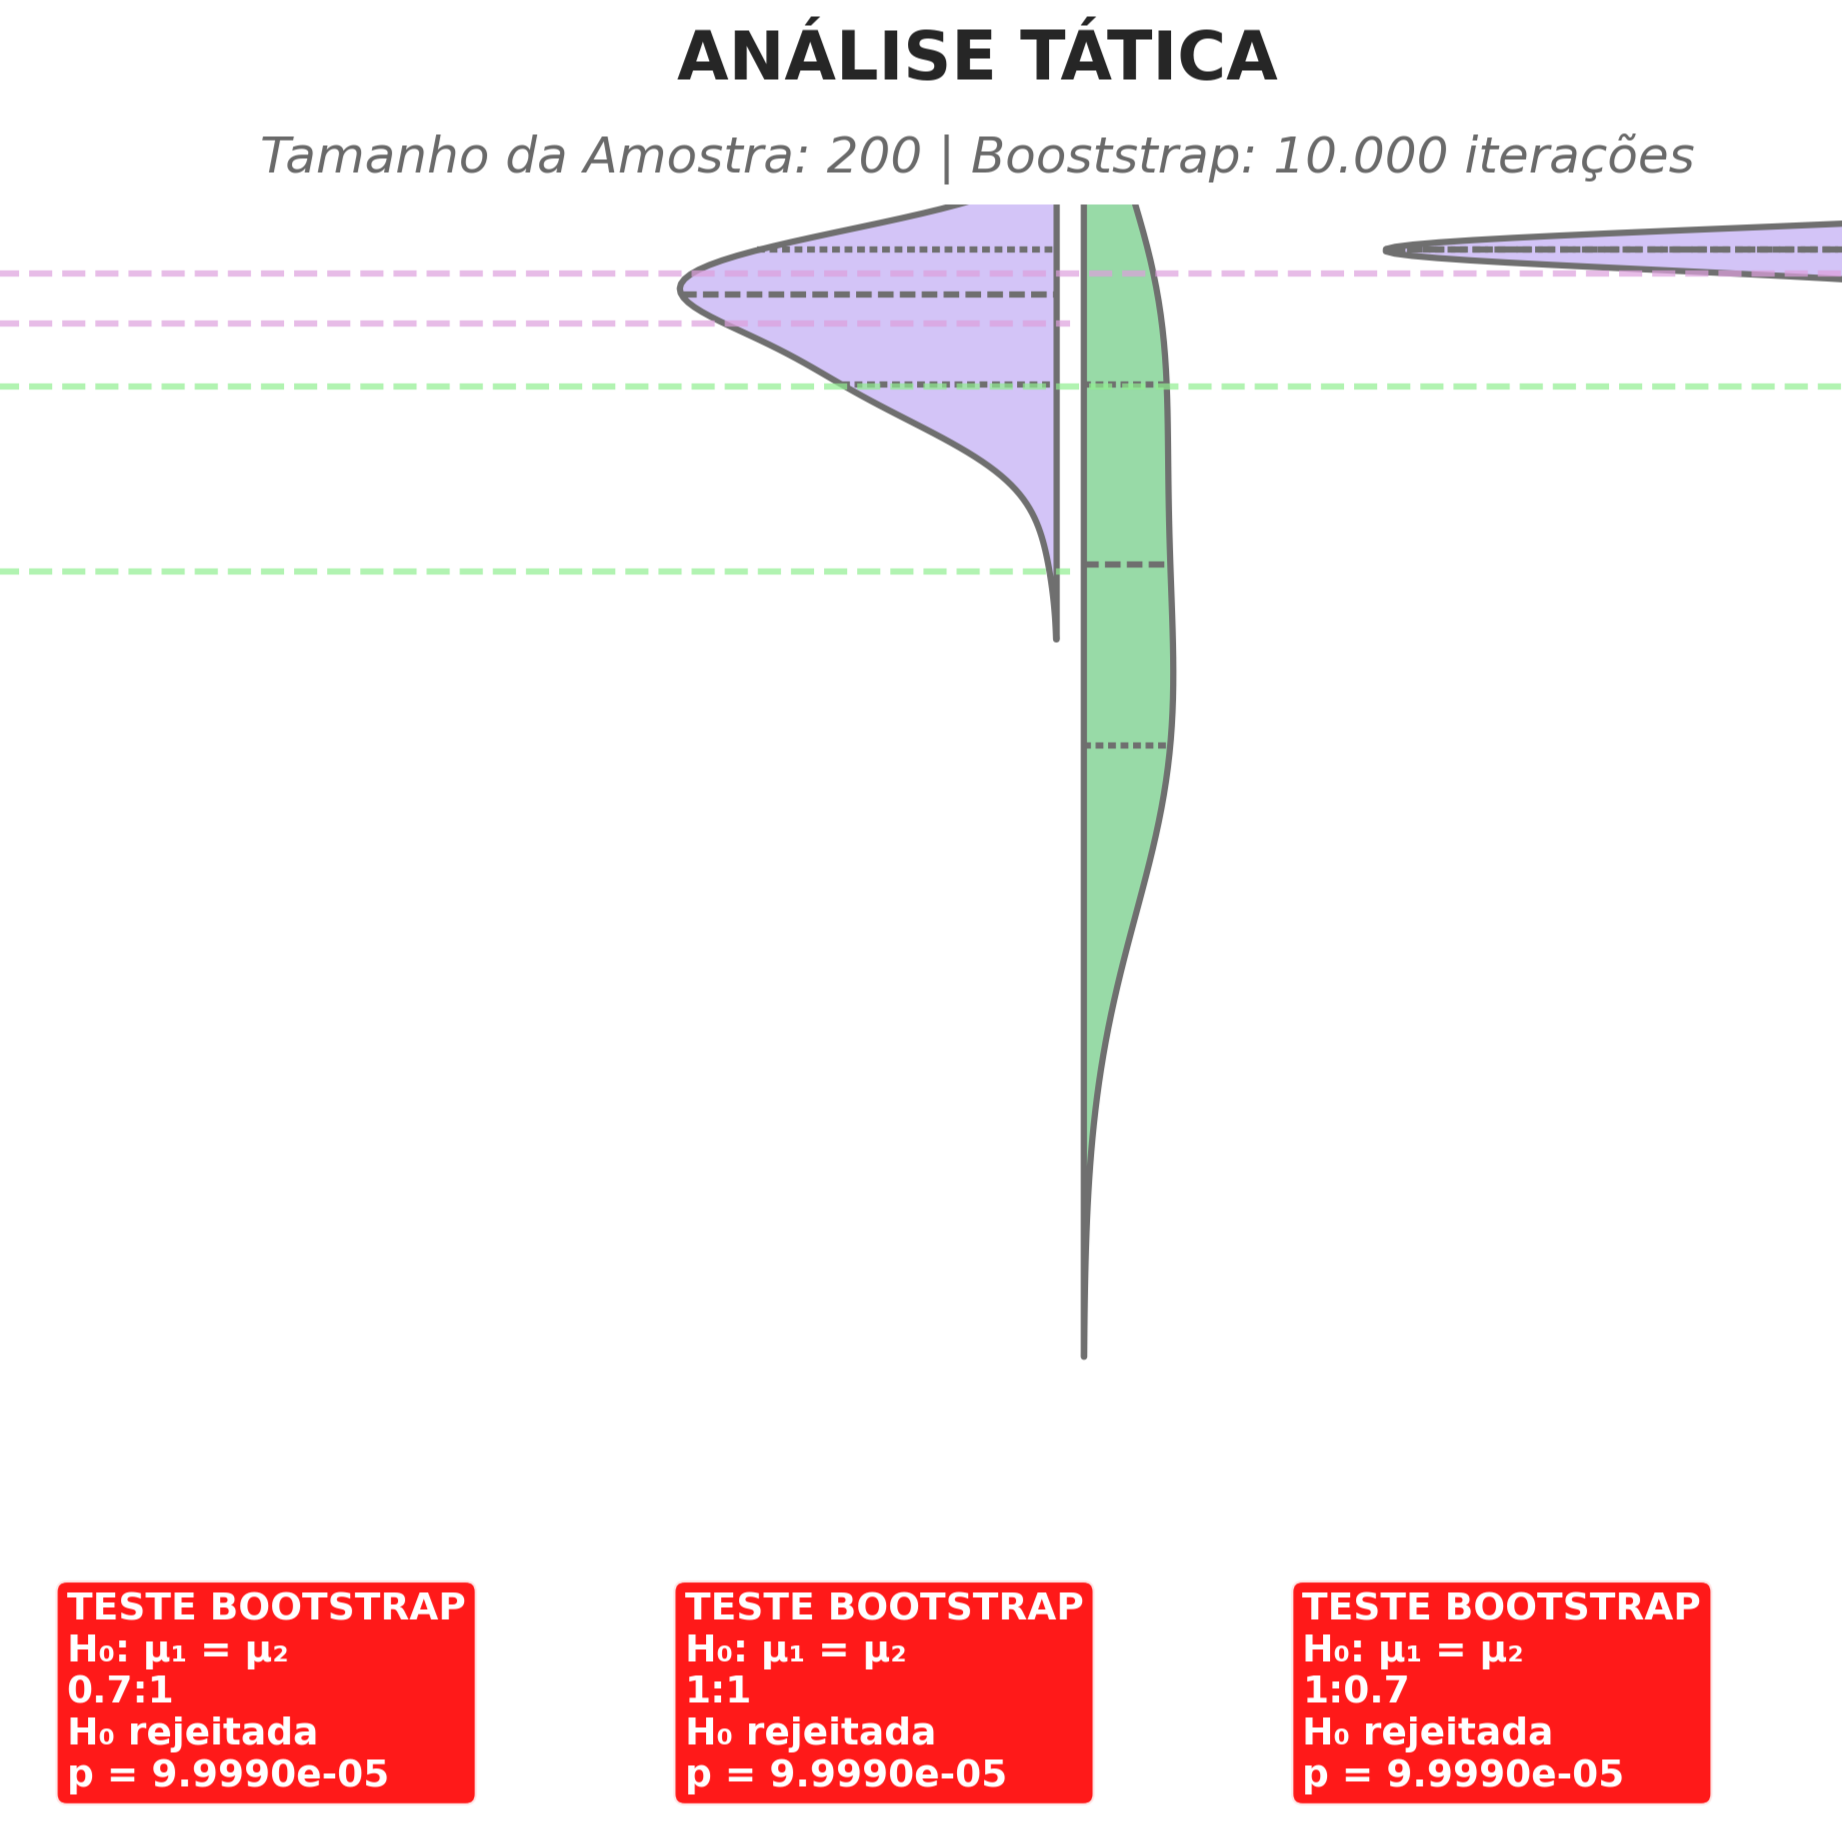 ANÁLISE TÁTICA
Tamanho da Amostra: 200 | Booststrap: 10.000 iterações
TESTE BOOTSTRAP
H₀: µ₁ = µ₂
0.7:1
H₀ rejeitada
p = 9.9990e-05
TESTE BOOTSTRAP
H₀: µ₁ = µ₂
1:1
H₀ rejeitada
p = 9.9990e-05
TESTE BOOTSTRAP
H₀: µ₁ = µ₂
1:0.7
H₀ rejeitada
p = 9.9990e-05